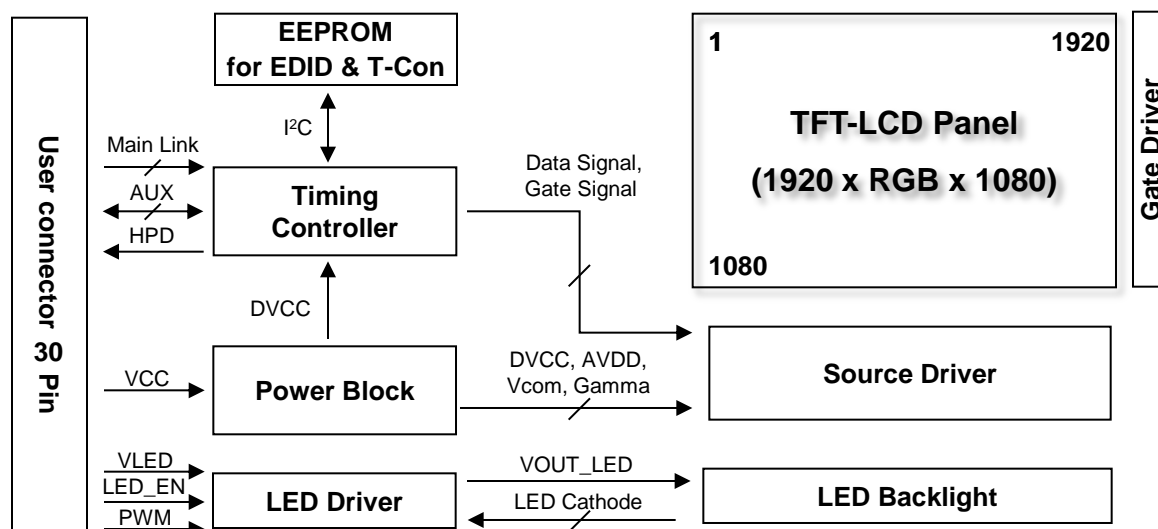 EEPROM
for EDID & T-Con
1
1920
TFT-LCD Panel
(1920 x RGB x 1080)
1080
Gate Driver
User connector 30 Pin
I²C
Main Link
AUX
HPD
Timing
Controller
Data Signal,
Gate Signal
DVCC
VCC
Power Block
DVCC, AVDD,
Vcom, Gamma
Source Driver
VLED
LED_EN
PWM
LED Driver
VOUT_LED
LED Cathode
LED Backlight